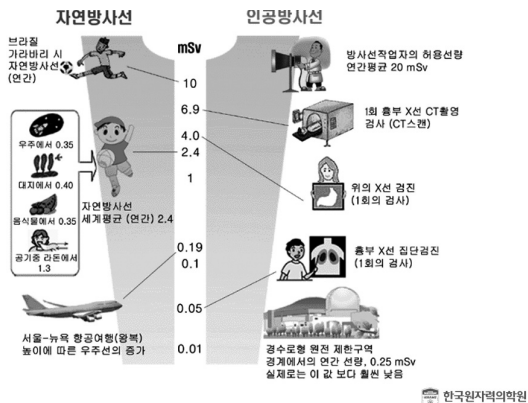 자연방사선
인공방사선
브라질
가라바리 시
자연방사선
(연간)
mSv
10
6.9
4.0
2.4
1
0.19
0.1
0.05
0.01
우주에서 0.35
대지에서 0.40
음식물에서 0.35
공기중 라돈에서
1.3
자연방사선
세계평균 (연간) 2.4
서울-뉴욕 항공여행(왕복)
높이에 따른 우주선의 증가
방사선작업자의 허용선량
연간평균 20 mSv
1회 흉부 X선 CT촬영
검사 (CT스캔)
위의 X선 검진
(1회의 검사)
흉부 X선 집단검진
(1회의 검사)
경수로형 원전 제한구역
경계에서의 연간 선량, 0.25 mSv
실제로는 이 값 보다 훨씬 낮음
한국원자력의학원